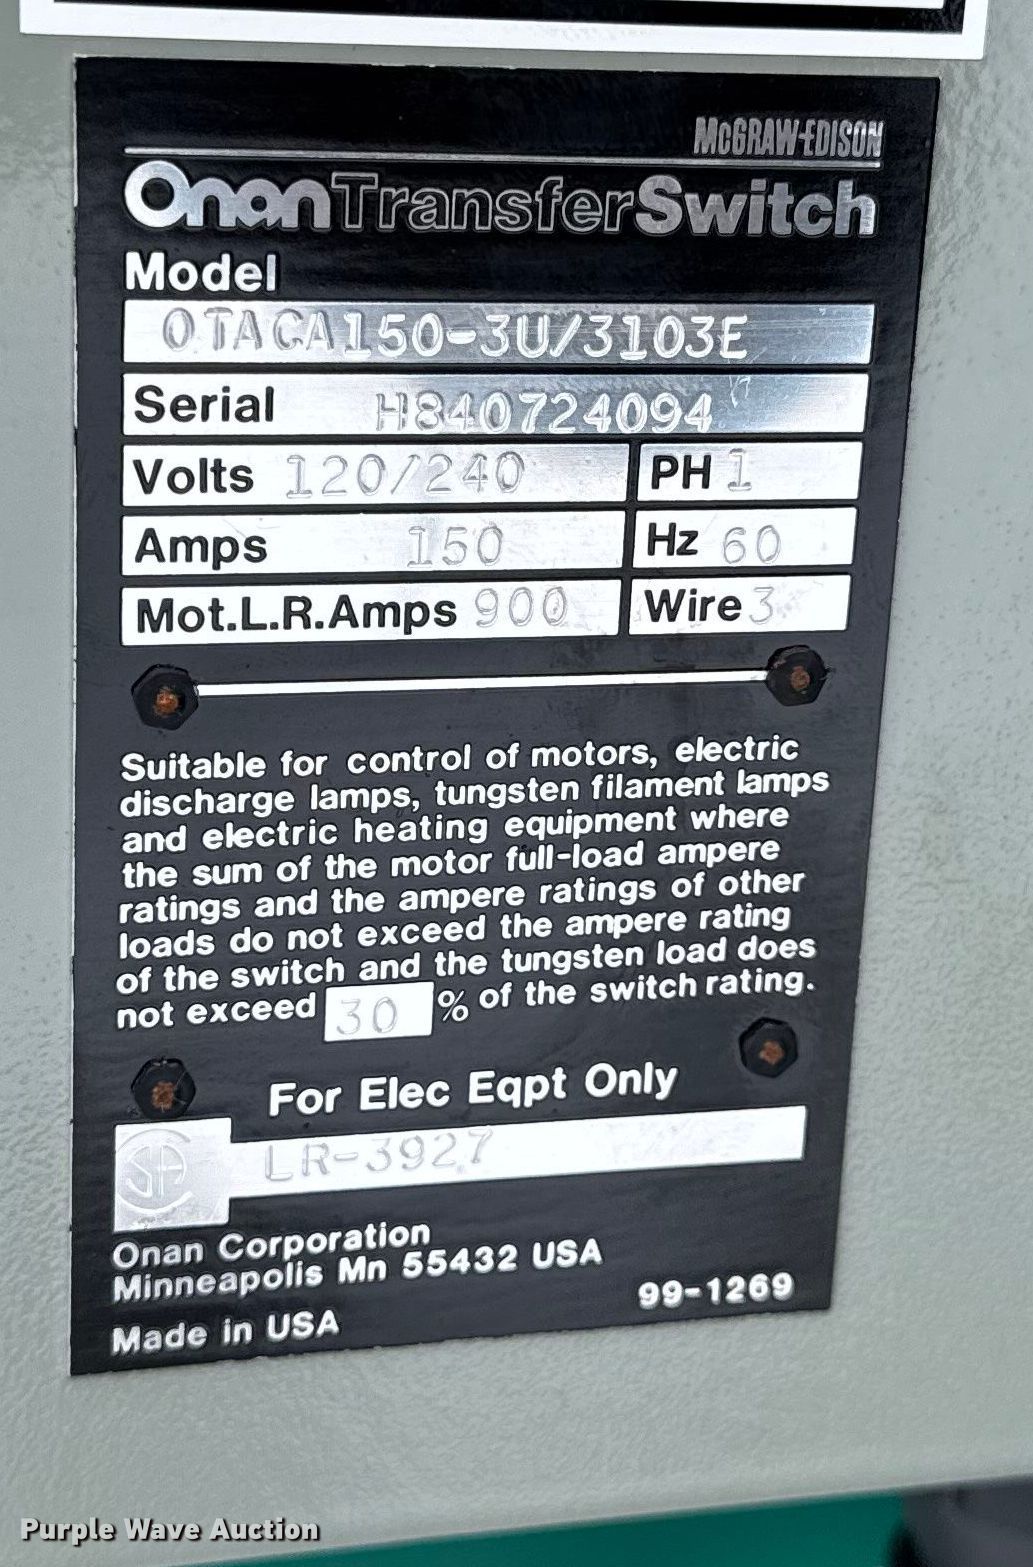 McGRAW-EDISON
Onan Transfer Switch
Model
OTACA150-3U/3103E
Serial H840724094
Volts 120/240 PH 1
Amps 150 Hz 60
Mot.L.R.Amps 900 Wire 3
Suitable for control of motors, electric
discharge lamps, tungsten filament lamps
and electric heating equipment where
the sum of the motor full-load ampere
ratings and the ampere ratings of other
loads do not exceed the ampere rating
of the switch and the tungsten load does
not exceed 30 % of the switch rating.
For Elec Eqpt Only
SA LR-3927
Onan Corporation
Minneapolis Mn 55432 USA
99-1269
Made in USA
Purple Wave Auction